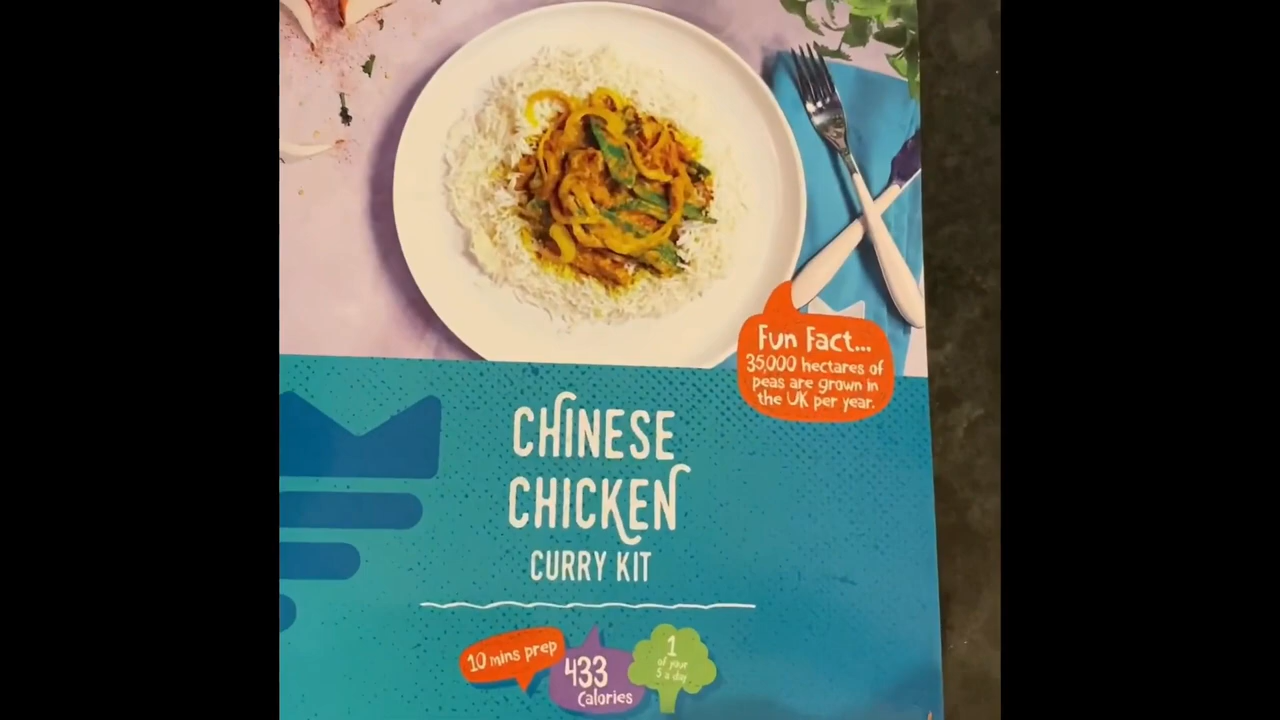 Fun Fact...
35,000 hectares of
peas are grown in
the UK per year.
CHINESE
CHICKEN
CURRY KIT
10 mins prep
433
Calories
1
of your
5 a day